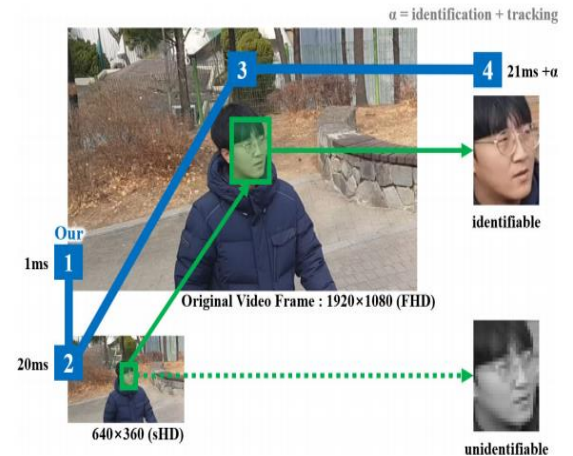 α = identification + tracking
3
4
21ms +α
identifiable
Our
1ms
1
Original Video Frame : 1920×1080 (FHD)
20ms
2
640×360 (sHD)
unidentifiable